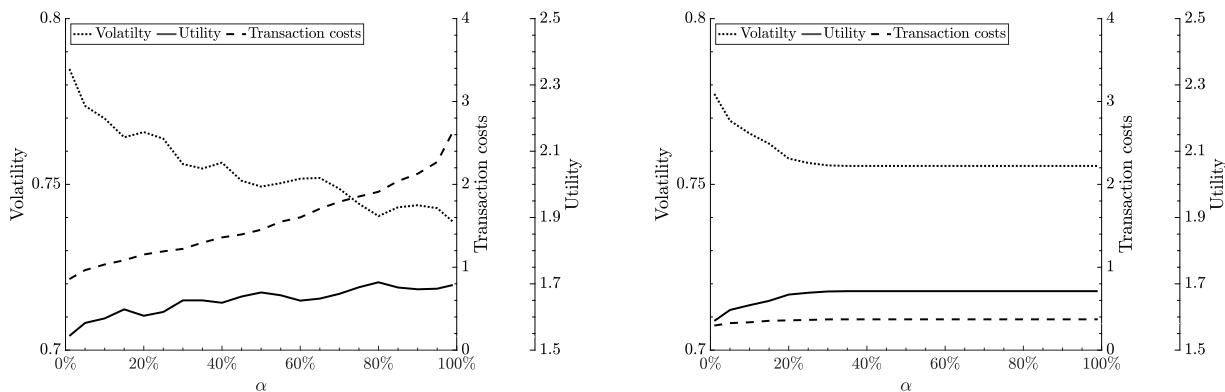 Volatilty Utility Transaction costs
0.8
0.75
0.7
Volatility
0% 20% 40% 60% 80% 100%
α
4
3
2
1
0
Transaction costs
2.5
2.3
2.1
1.9
1.7
1.5
Utility
Volatilty Utility Transaction costs
0.8
0.75
0.7
Volatility
0% 20% 40% 60% 80% 100%
α
4
3
2
1
0
Transaction costs
2.5
2.3
2.1
1.9
1.7
1.5
Utility